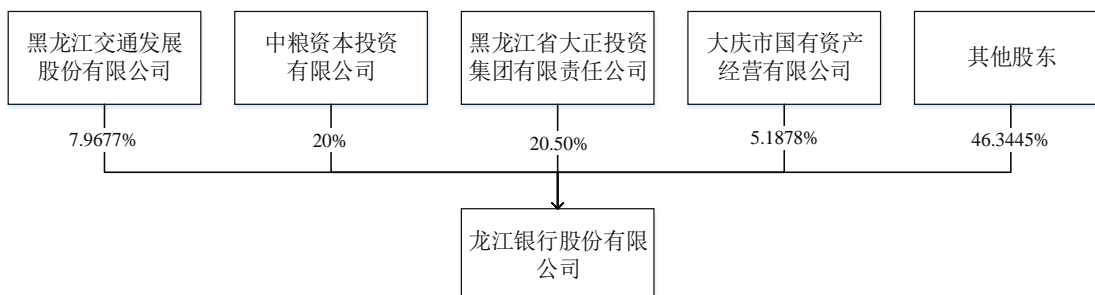 黑龙江交通发展
股份有限公司
中粮资本投资
有限公司
黑龙江省大正投资
集团有限责任公司
大庆市国有资产
经营有限公司
其他股东
7.9677%
20%
20.50%
5.1878%
46.3445%
龙江银行股份有限
公司